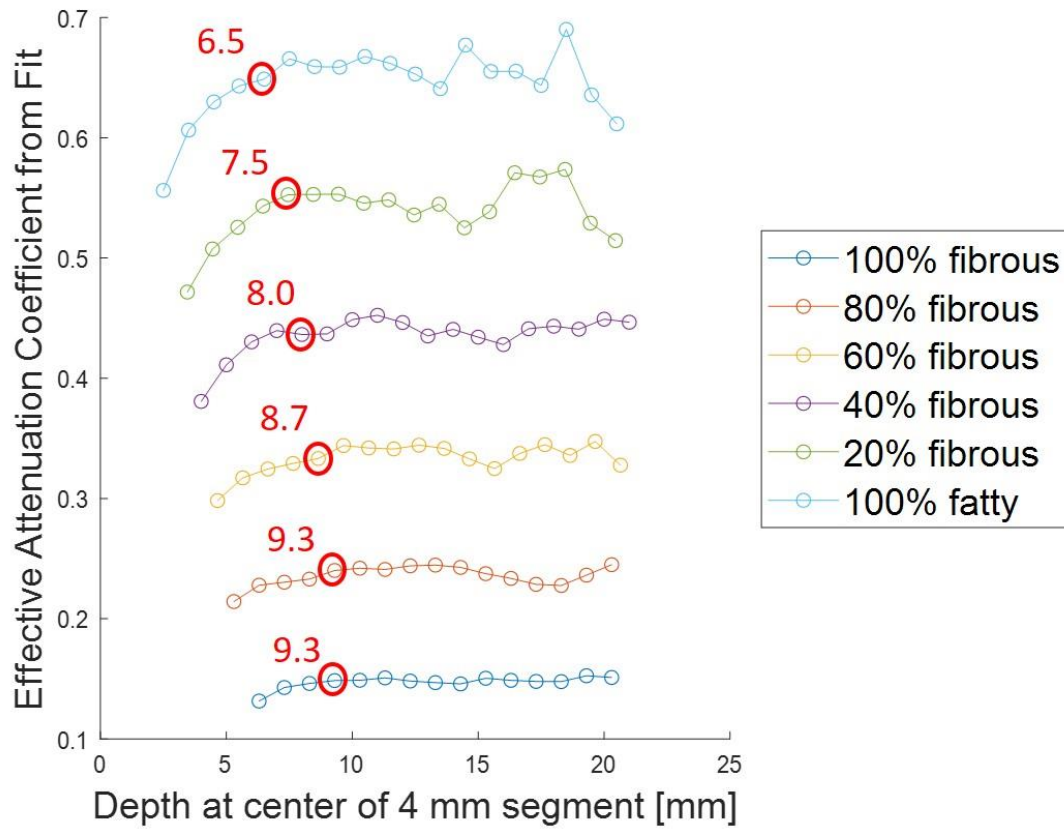 Effective Attenuation Coefficient from Fit
0.7
0.6
0.5
0.4
0.3
0.2
0.1
6.5
7.5
8.0
8.7
9.3
9.3
0
5
10
15
20
25
Depth at center of 4 mm segment [mm]
100% fibrous
80% fibrous
60% fibrous
40% fibrous
20% fibrous
100% fatty